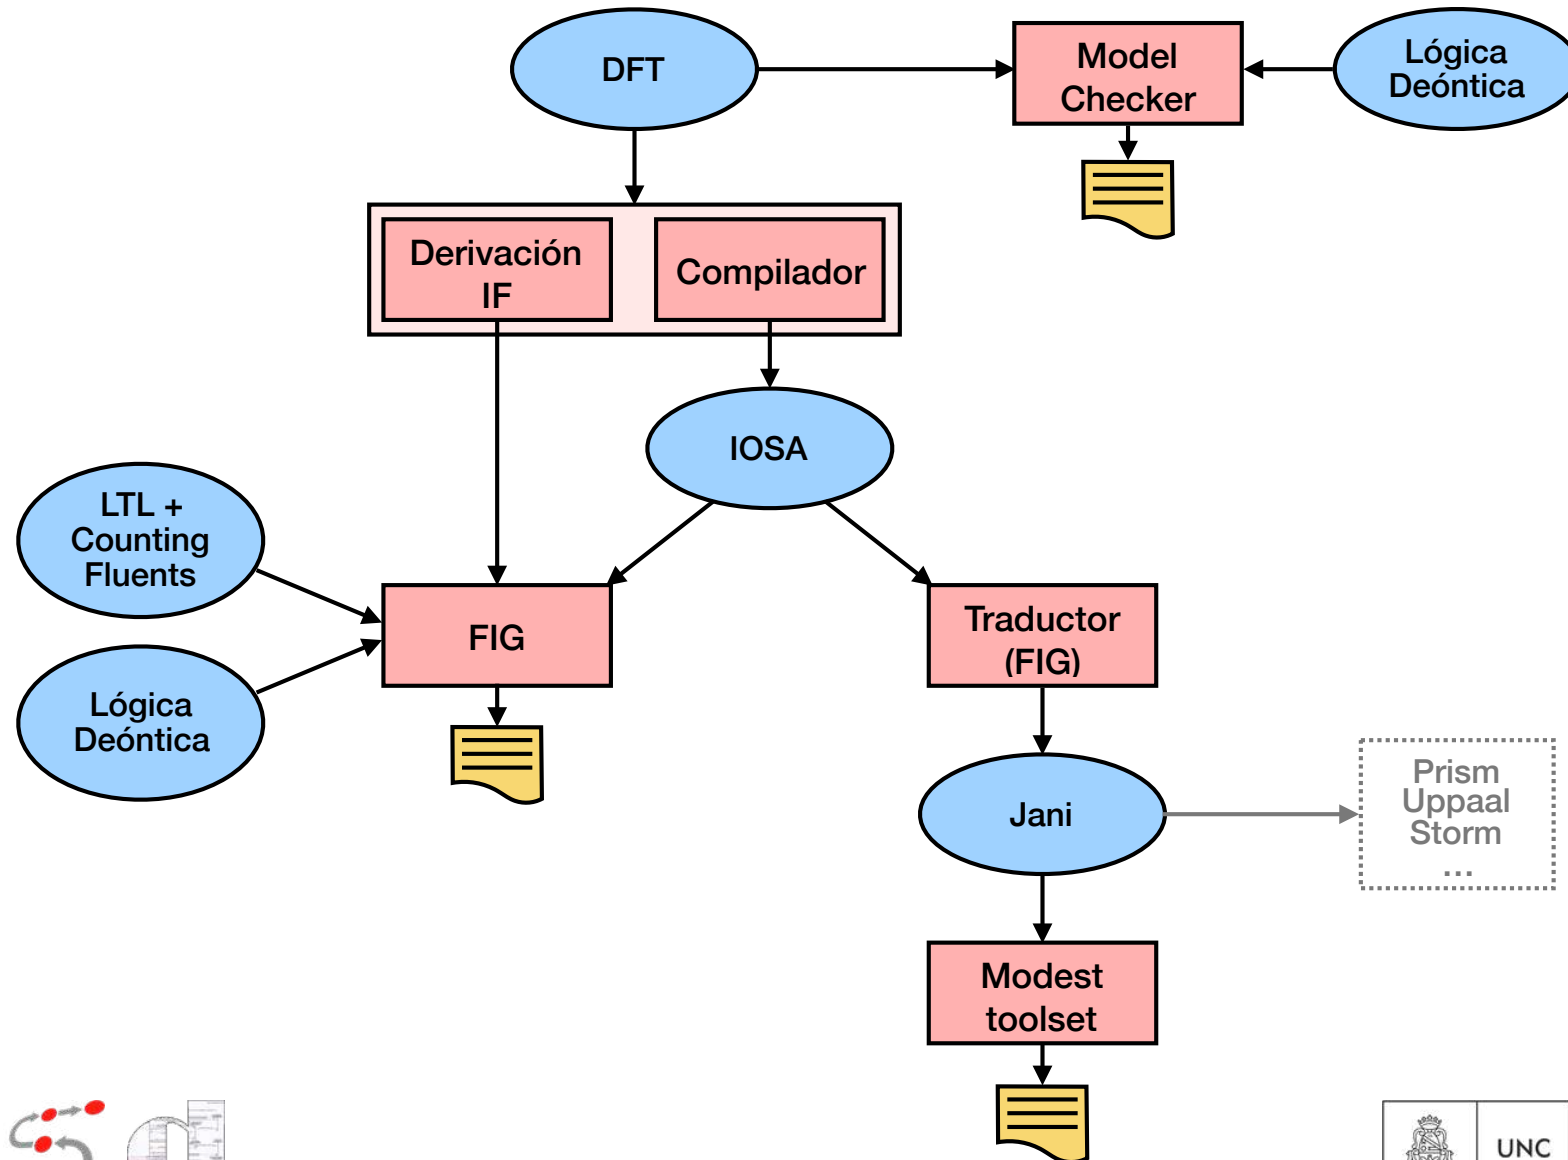 DFT
Model
Checker
Lógica
Deóntica
Derivación
IF
Compilador
IOSA
LTL +
Counting
Fluents
FIG
Traductor
(FIG)
Lógica
Deóntica
Jani
Prism
Uppaal
Storm
...
Modest
toolset
UNC